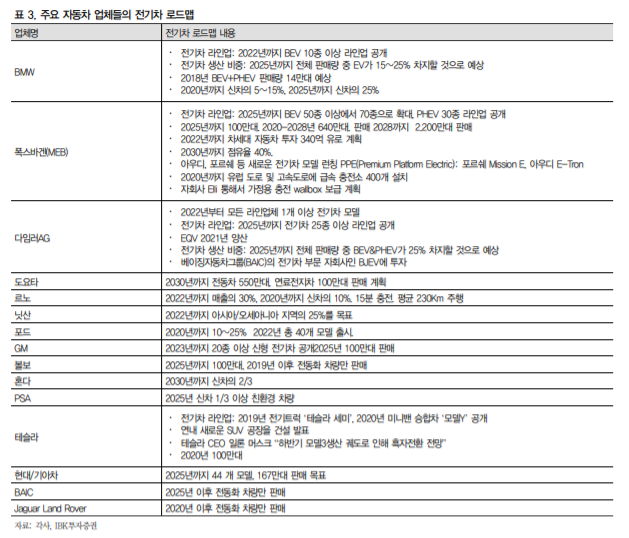 표 3. 주요 자동차 업체들의 전기차 로드맵
업체명 전기차 로드맵 내용
BMW
· 전기차 라인업: 2022년까지 BEV 10종 이상 라인업 공개
· 전기차 생산 비중: 2025년까지 전체 판매량 중 EV가 15~25% 차지할 것으로 예상
· 2018년 BEV+PHEV 판매량 14만대 예상
· 2020년까지 신차의 5~15%, 2025년까지 신차의 25%
폭스바겐(MEB)
· 전기차 라인업: 2025년까지 BEV 50종 이상에서 70종으로 확대, PHEV 30종 라인업 공개
· 2025년까지 100만대, 2020-2028년 640만대, 판매 2028까지 2,200만대 판매
· 2022년까지 차세대 자동차 투자 340억 유로 계획
· 2030년까지 점유율 40%,
· 아우디, 포르쉐 등 새로운 전기차 모델 런칭 PPE(Premium Platform Electric): 포르쉐 Mission E, 아우디 E-Tron
· 2020년까지 유럽 도로 및 고속도로에 급속 충전소 400개 설치
· 자회사 Elli 통해서 가정용 충전 wallbox 보급 계획
다임러AG
· 2022년부터 모든 라인업체 1개 이상 전기차 모델
· 전기차 라인업: 2025년까지 전기차 25종 이상 라인업 공개
· EQV 2021년 양산
· 전기차 생산 비중: 2025년까지 전체 판매량 중 BEV&PHEV가 25% 차지할 것으로 예상
· 베이징자동차그룹(BAIC)의 전기차 부문 자회사인 BJEV에 투자
도요타 2030년까지 전동차 550만대, 연료전지차 100만대 판매 계획
르노 2022년까지 매출의 30%, 2020년까지 신차의 10%, 15분 충전. 평균 230Km 주행
닛산 2022년까지 아시아/오세아니아 지역의 25%를 목표
포드 2020년까지 10~25% 2022년 총 40개 모델 출시,
GM 2023년까지 20종 이상 신형 전기차 공개2025년 100만대 판매
볼보 2025년까지 100만대, 2019년 이후 전동화 차량만 판매
혼다 2030년까지 신차의 2/3
PSA 2025년 신차 1/3 이상 친환경 차량
테슬라
· 전기차 라인업: 2019년 전기트럭 ‘테슬라 세미’, 2020년 미니밴 승합차 ‘모델Y’ 공개
· 연내 새로운 SUV 공장을 건설 발표
· 테슬라 CEO 일론 머스크 “하반기 모델3생산 궤도로 인해 흑자전환 전망”
· 2020년 100만대
현대/기아차 2025년까지 44 개 모델, 167만대 판매 목표
BAIC 2025년 이후 전동화 차량만 판매
Jaguar Land Rover 2020년 이후 전동화 차량만 판매
자료: 각사, IBK투자증권